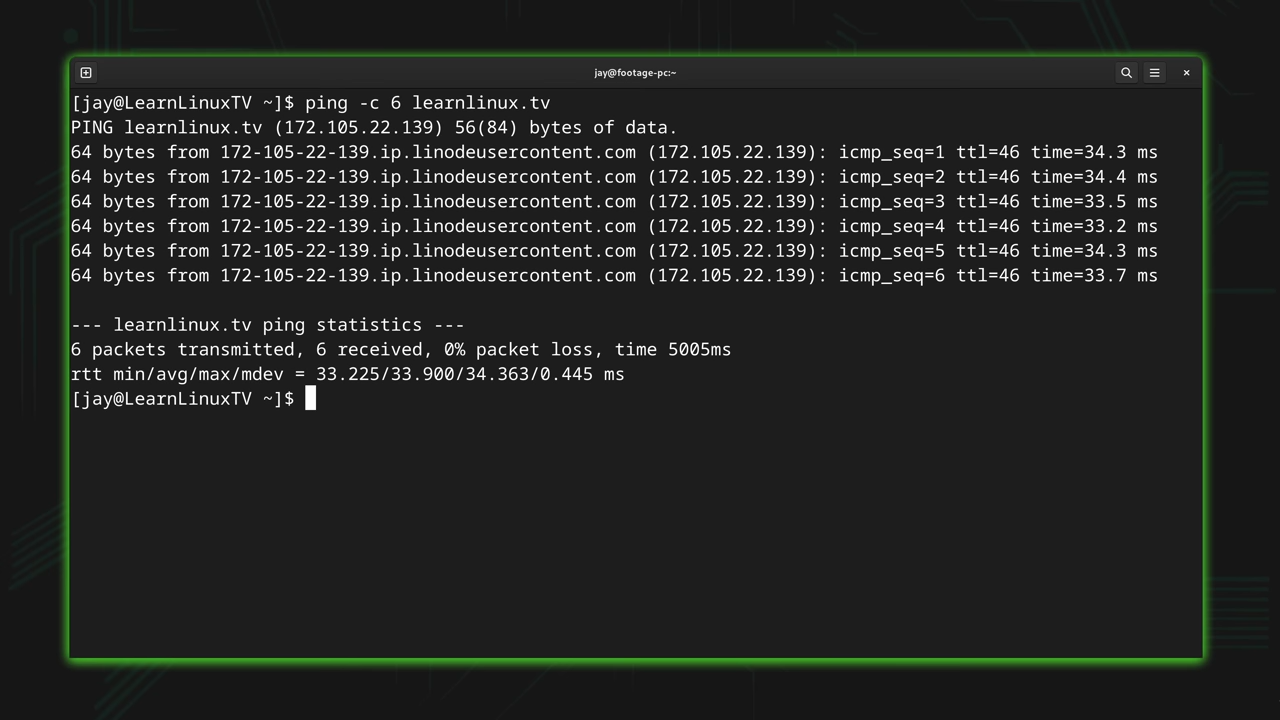 jay@footage-pc:~
[jay@LearnLinuxTV ~]$ ping -c 6 learnlinux.tv
PING learnlinux.tv (172.105.22.139) 56(84) bytes of data.
64 bytes from 172-105-22-139.ip.linodeusercontent.com (172.105.22.139): icmp_seq=1 ttl=46 time=34.3 ms
64 bytes from 172-105-22-139.ip.linodeusercontent.com (172.105.22.139): icmp_seq=2 ttl=46 time=34.4 ms
64 bytes from 172-105-22-139.ip.linodeusercontent.com (172.105.22.139): icmp_seq=3 ttl=46 time=33.5 ms
64 bytes from 172-105-22-139.ip.linodeusercontent.com (172.105.22.139): icmp_seq=4 ttl=46 time=33.2 ms
64 bytes from 172-105-22-139.ip.linodeusercontent.com (172.105.22.139): icmp_seq=5 ttl=46 time=34.3 ms
64 bytes from 172-105-22-139.ip.linodeusercontent.com (172.105.22.139): icmp_seq=6 ttl=46 time=33.7 ms
--- learnlinux.tv ping statistics ---
6 packets transmitted, 6 received, 0% packet loss, time 5005ms
rtt min/avg/max/mdev = 33.225/33.900/34.363/0.445 ms
[jay@LearnLinuxTV ~]$